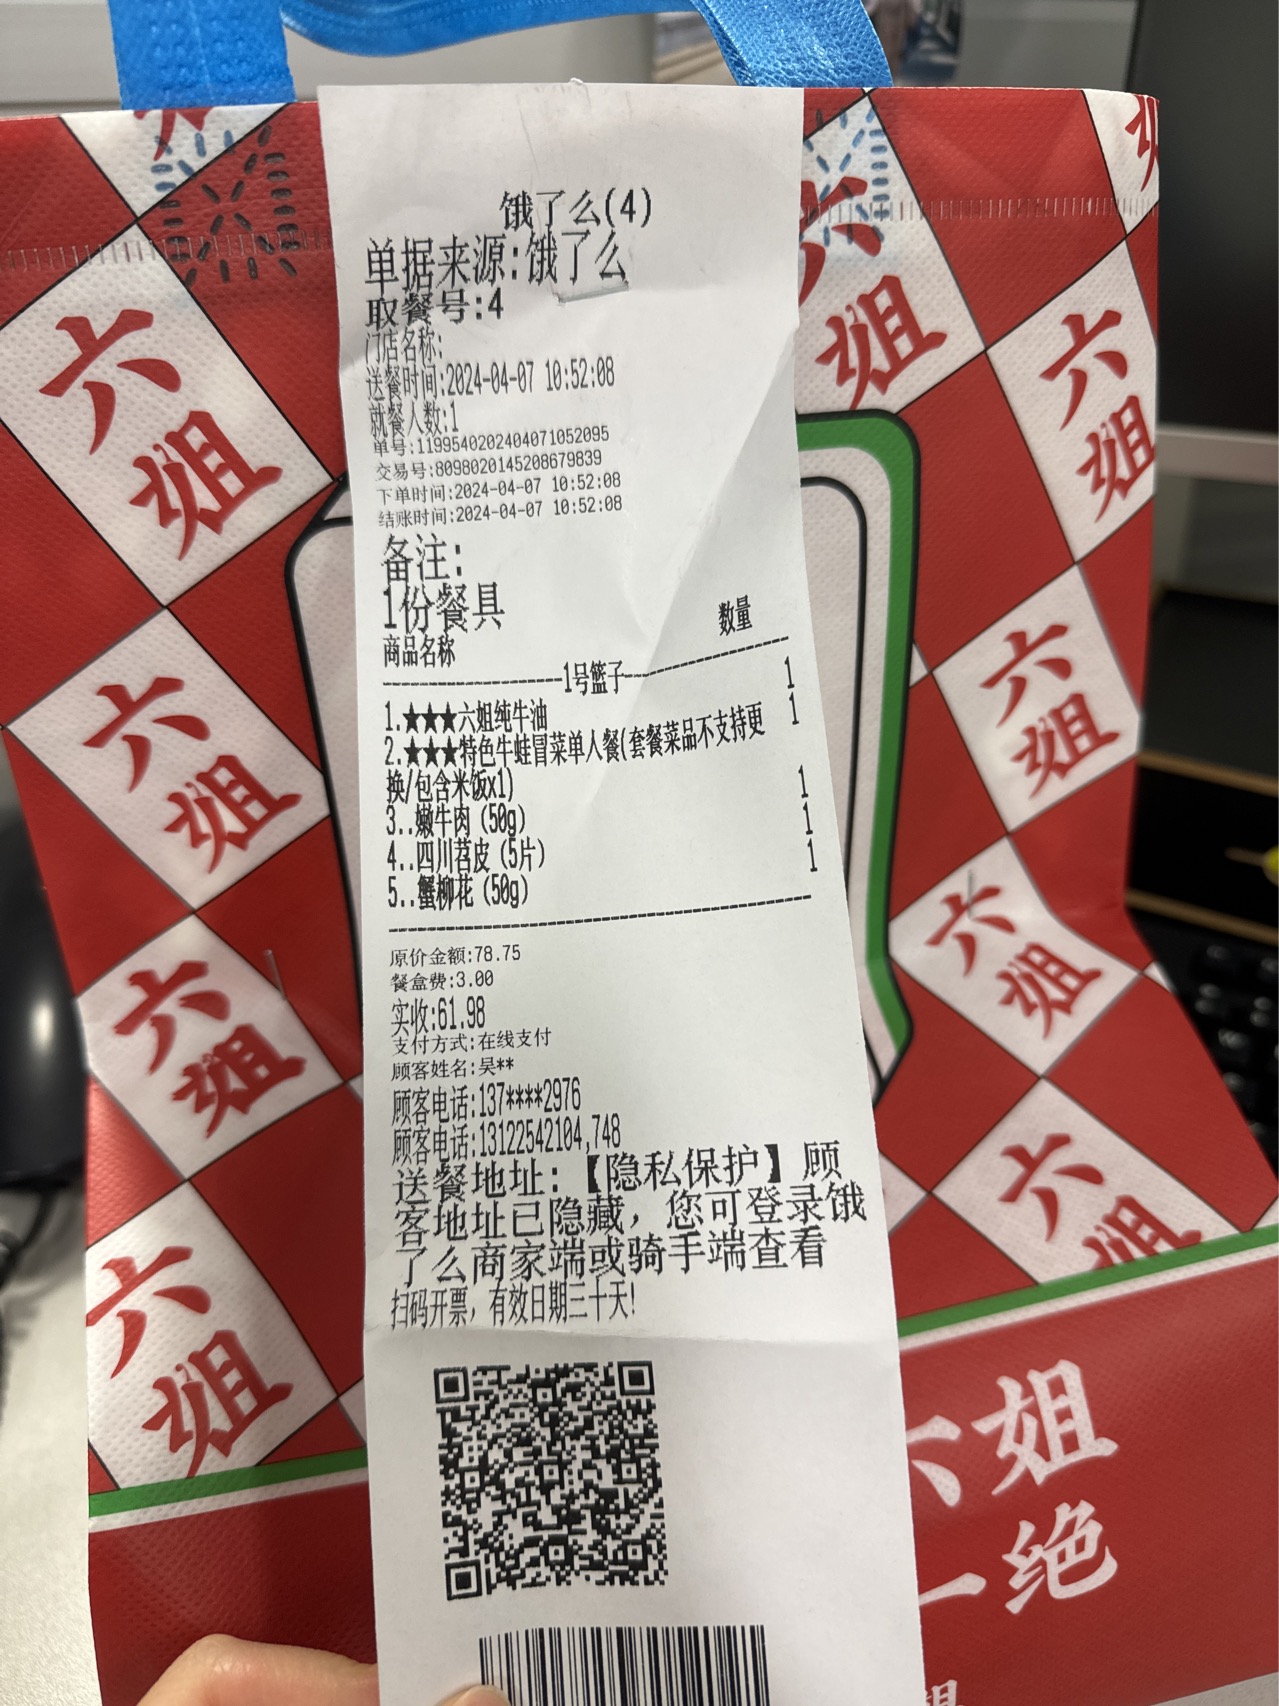 饿了么(4)
单据来源:饿了么
取餐号:4
门店名称:
送餐时间:2024-04-07 10:52:08
就餐人数:1
单号:1199540202404071052095
交易号:8098020145208679839
下单时间:2024-04-07 10:52:08
结账时间:2024-04-07 10:52:08
备注:
1份餐具
商品名称 数量
1号篮子
1.★★★六姐纯牛油 1
2.★★★特色牛蛙冒菜单人餐(套餐菜品不支持更 1
换/包含米饭x1)
3..嫩牛肉 (50g) 1
4..四川苕皮 (5片) 1
5..蟹柳花 (50g) 1
原价金额:78.75
餐盒费:3.00
实收:61.98
支付方式:在线支付
顾客姓名:吴**
顾客电话:137****2976
顾客电话:13122542104,748
送餐地址:【隐私保护】顾
客地址已隐藏，您可登录饿
了么商家端或骑手端查看
扫码开票，有效日期三十天!
六姐
六姐
六姐
六姐
六姐
六姐
六姐
六姐
六姐
六姐
一绝